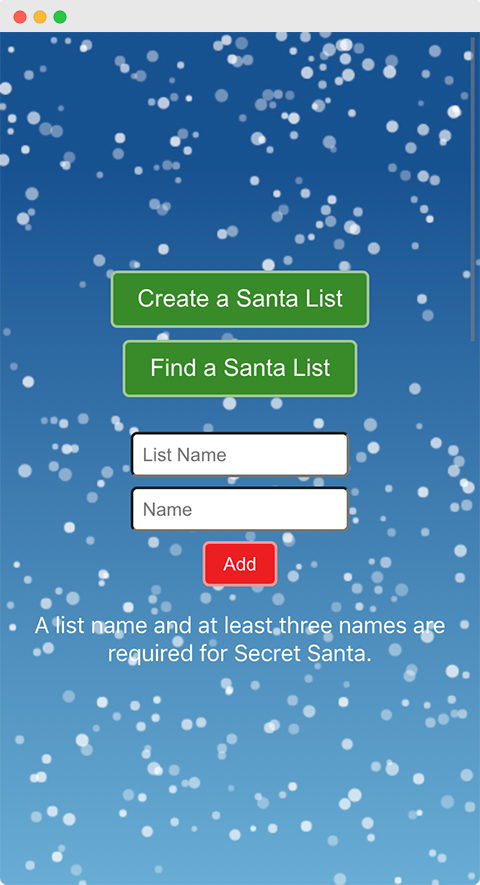 Create a Santa List
Find a Santa List
List Name
Name
Add
A list name and at least three names are
required for Secret Santa.